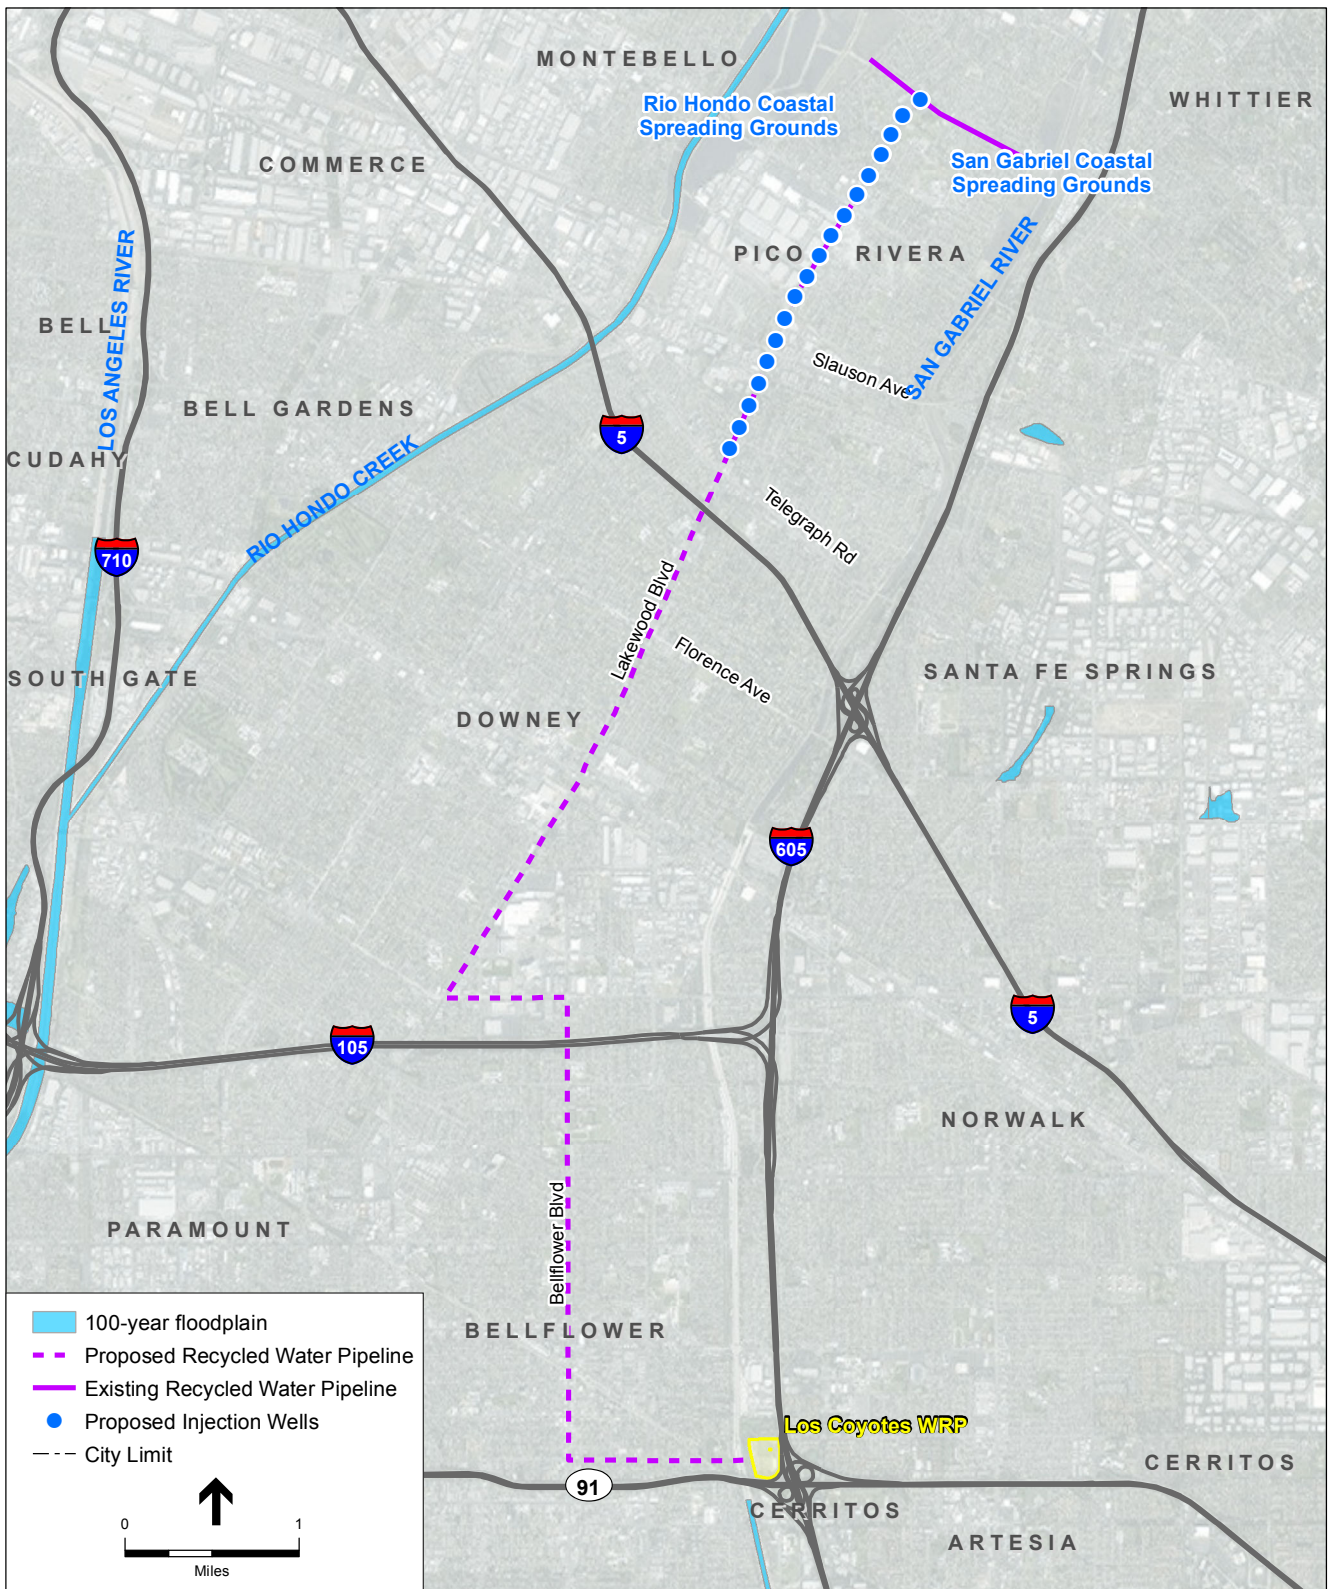 MONTEBELLO
WHITTIER
Rio Hondo Coastal
Spreading Grounds
COMMERCE
San Gabriel Coastal
Spreading Grounds
PICO RIVERA
LOS ANGELES RIVER
SAN GABRIEL RIVER
BELL
Slauson Ave
BELL GARDENS
5
CUDAHY
RIO HONDO CREEK
Telegraph Rd
710
Lakewood Blvd
Florence Ave
SOUTH GATE
SANTA FE SPRINGS
DOWNEY
605
5
105
NORWALK
PARAMOUNT
Bellflower Blvd
BELLFLOWER
Los Coyotes WRP
CERRITOS
91
CERRITOS
ARTESIA
100-year floodplain
Proposed Recycled Water Pipeline
Existing Recycled Water Pipeline
Proposed Injection Wells
City Limit
0 1
Miles